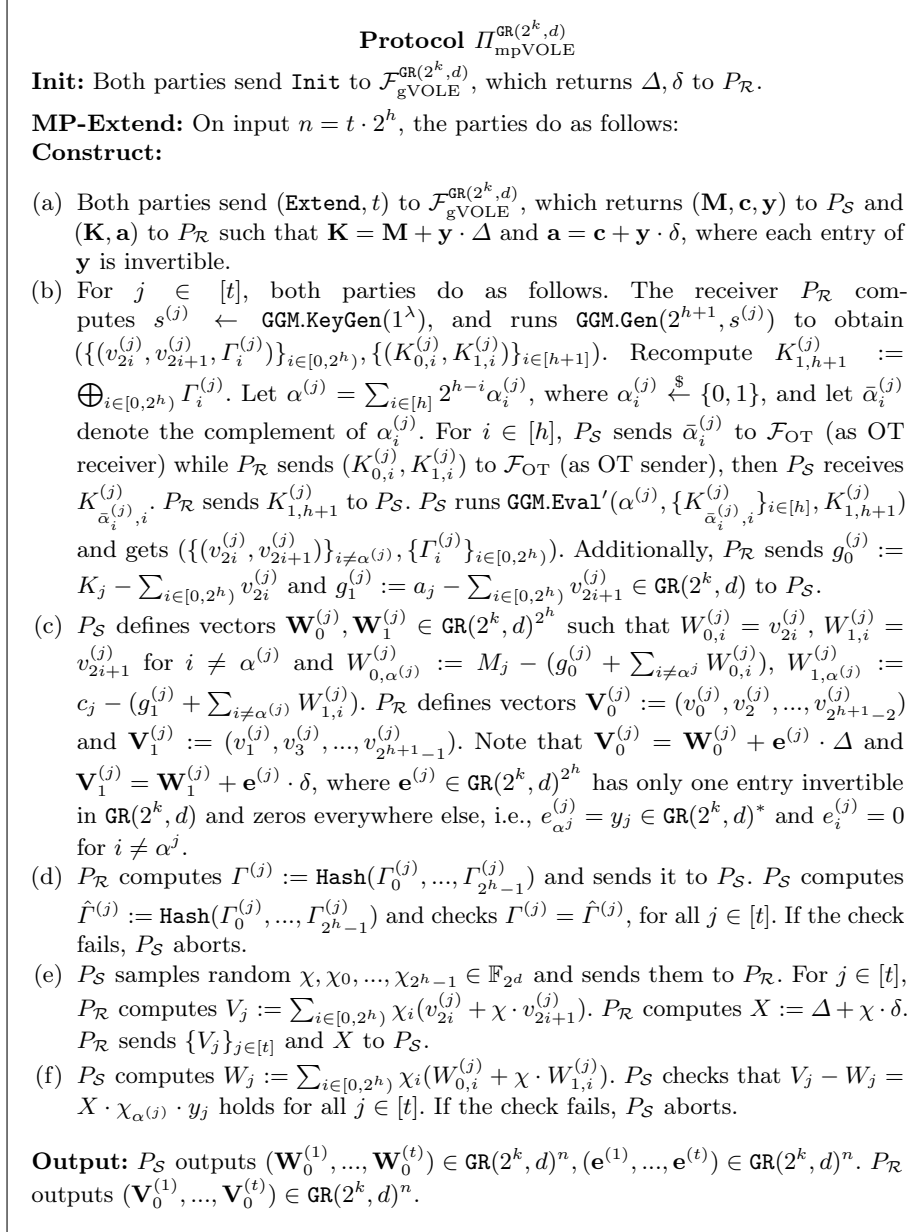 Protocol Π_mpVOLE^GR(2^k,d)
Init: Both parties send Init to F_gVOLE^GR(2^k,d), which returns Δ, δ to P_R.
MP-Extend: On input n = t · 2^h, the parties do as follows:
Construct:
(a) Both parties send (Extend, t) to F_gVOLE^GR(2^k,d), which returns (M, c, y) to P_S and
(K, a) to P_R such that K = M + y · Δ and a = c + y · δ, where each entry of
y is invertible.
(b) For j ∈ [t], both parties do as follows. The receiver P_R com-
putes s^(j) ← GGM.KeyGen(1^λ), and runs GGM.Gen(2^{h+1}, s^(j)) to obtain
({(v_{2i}^(j), v_{2i+1}^(j), Γ_i^(j))}_{i∈[0,2^h)}, {(K_{0,i}^(j), K_{1,i}^(j))}_{i∈[h+1]}). Recompute K_{1,h+1}^(j) :=
⊕_{i∈[0,2^h)} Γ_i^(j). Let α^(j) = ∑_{i∈[h]} 2^{h−i} α_i^(j), where α_i^(j) ←$ {0, 1}, and let ᾱ_i^(j)
denote the complement of α_i^(j). For i ∈ [h], P_S sends ᾱ_i^(j) to F_OT (as OT
receiver) while P_R sends (K_{0,i}^(j), K_{1,i}^(j)) to F_OT (as OT sender), then P_S receives
K_{ᾱ_i^(j),i}^(j). P_R sends K_{1,h+1}^(j) to P_S. P_S runs GGM.Eval′(α^(j), {K_{ᾱ_i^(j),i}^(j)}_{i∈[h]}, K_{1,h+1}^(j))
and gets ({(v_{2i}^(j), v_{2i+1}^(j))}_{i≠α^(j)}, {Γ_i^(j)}_{i∈[0,2^h)}). Additionally, P_R sends g_0^(j) :=
K_j − ∑_{i∈[0,2^h)} v_{2i}^(j) and g_1^(j) := a_j − ∑_{i∈[0,2^h)} v_{2i+1}^(j) ∈ GR(2^k, d) to P_S.
(c) P_S defines vectors W_0^(j), W_1^(j) ∈ GR(2^k, d)^{2^h} such that W_{0,i}^(j) = v_{2i}^(j), W_{1,i}^(j) =
v_{2i+1}^(j) for i ≠ α^(j) and W_{0,α^(j)}^(j) := M_j − (g_0^(j) + ∑_{i≠α^j} W_{0,i}^(j)), W_{1,α^(j)}^(j) :=
c_j − (g_1^(j) + ∑_{i≠α^(j)} W_{1,i}^(j)). P_R defines vectors V_0^(j) := (v_0^(j), v_2^(j), ..., v_{2^{h+1}−2}^(j))
and V_1^(j) := (v_1^(j), v_3^(j), ..., v_{2^{h+1}−1}^(j)). Note that V_0^(j) = W_0^(j) + e^(j) · Δ and
V_1^(j) = W_1^(j) + e^(j) · δ, where e^(j) ∈ GR(2^k, d)^{2^h} has only one entry invertible
in GR(2^k, d) and zeros everywhere else, i.e., e_{α^j}^(j) = y_j ∈ GR(2^k, d)^* and e_i^(j) = 0
for i ≠ α^j.
(d) P_R computes Γ^(j) := Hash(Γ_0^(j), ..., Γ_{2^h−1}^(j)) and sends it to P_S. P_S computes
Γ̂^(j) := Hash(Γ_0^(j), ..., Γ_{2^h−1}^(j)) and checks Γ^(j) = Γ̂^(j), for all j ∈ [t]. If the check
fails, P_S aborts.
(e) P_S samples random χ, χ_0, ..., χ_{2^h−1} ∈ F_{2^d} and sends them to P_R. For j ∈ [t],
P_R computes V_j := ∑_{i∈[0,2^h)} χ_i(v_{2i}^(j) + χ · v_{2i+1}^(j)). P_R computes X := Δ + χ · δ.
P_R sends {V_j}_{j∈[t]} and X to P_S.
(f) P_S computes W_j := ∑_{i∈[0,2^h)} χ_i(W_{0,i}^(j) + χ · W_{1,i}^(j)). P_S checks that V_j − W_j =
X · χ_{α^(j)} · y_j holds for all j ∈ [t]. If the check fails, P_S aborts.
Output: P_S outputs (W_0^(1), ..., W_0^(t)) ∈ GR(2^k, d)^n, (e^(1), ..., e^(t)) ∈ GR(2^k, d)^n. P_R
outputs (V_0^(1), ..., V_0^(t)) ∈ GR(2^k, d)^n.